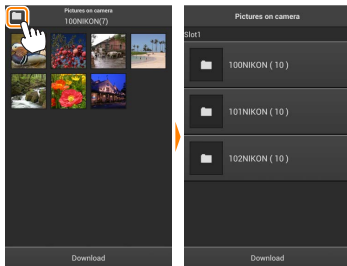 Pictures on camera
100NIKON(7)
Download
Pictures on camera
Slot1
100NIKON ( 10 )
101NIKON ( 10 )
102NIKON ( 10 )
Download